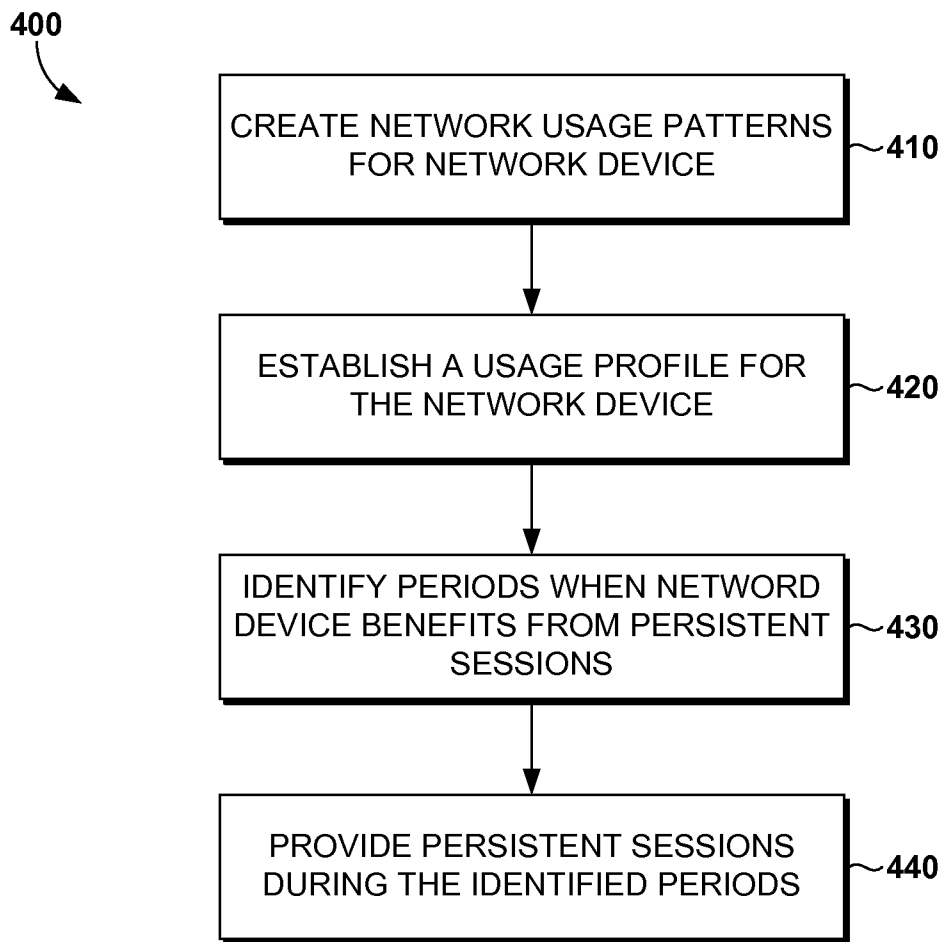 400
CREATE NETWORK USAGE PATTERNS
FOR NETWORK DEVICE
410
ESTABLISH A USAGE PROFILE FOR
THE NETWORK DEVICE
420
IDENTIFY PERIODS WHEN NETWORD
DEVICE BENEFITS FROM PERSISTENT
SESSIONS
430
PROVIDE PERSISTENT SESSIONS
DURING THE IDENTIFIED PERIODS
440